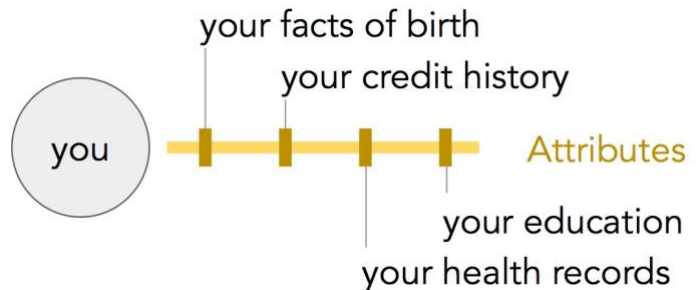 your facts of birth
your credit history
you
Attributes
your education
your health records